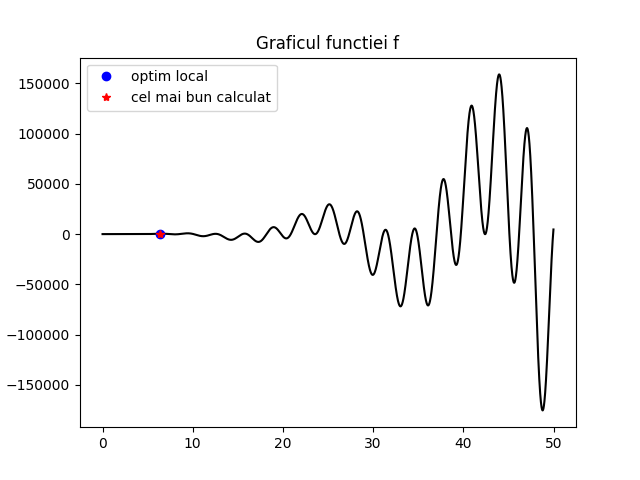 Graficul functiei f
optim local
cel mai bun calculat
150000
100000
50000
0
−50000
−100000
−150000
0 10 20 30 40 50